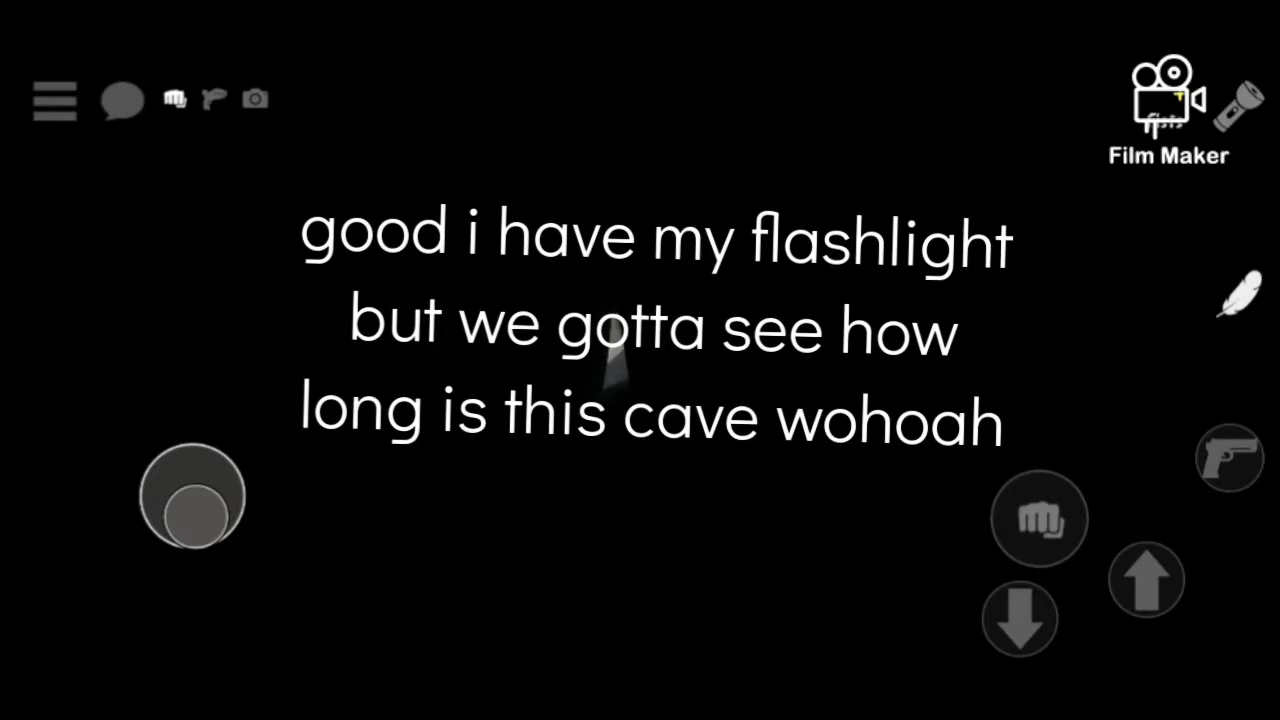 Film Maker
good i have my flashlight
but we gotta see how
long is this cave wohoah